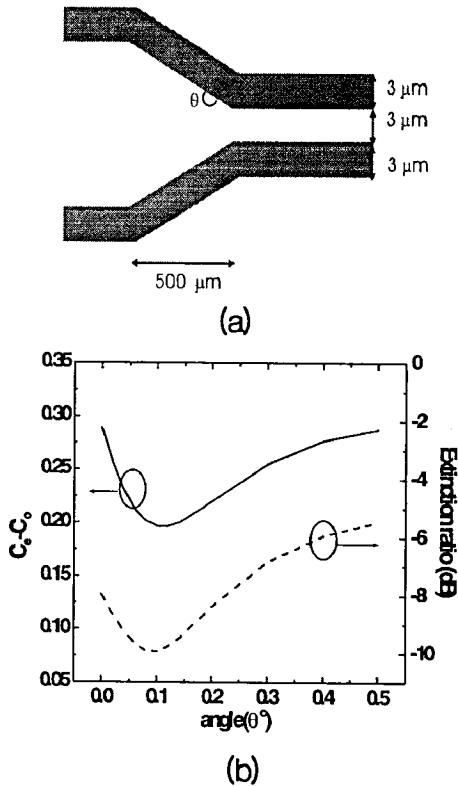 θ
3 μm
3 μm
3 μm
500 μm
(a)
0.35
0.30
0.25
0.20
0.15
0.10
0.05
Ce-Co
0
-2
-4
-6
-8
-10
Extinction ratio (dB)
0.0 0.1 0.2 0.3 0.4 0.5
angle(θ°)
(b)